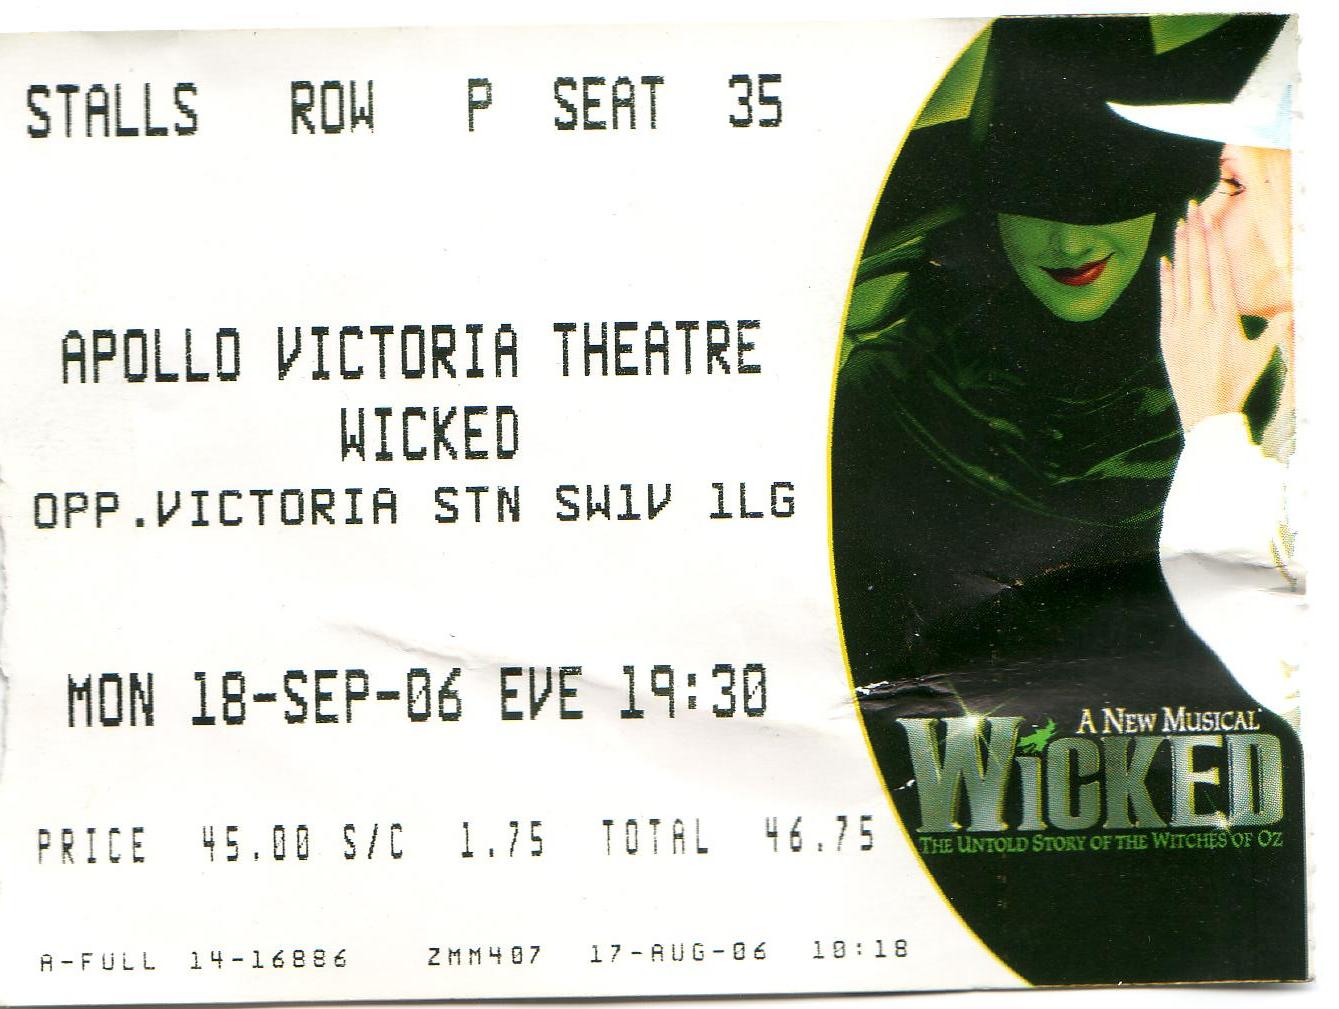 STALLS ROW P SEAT 35
APOLLO VICTORIA THEATRE
WICKED
OPP.VICTORIA STN SW1V 1LG
MON 18-SEP-06 EVE 19:30
PRICE 45.00 S/C 1.75 TOTAL 46.75
A-FULL 14-16886 ZMM407 17-AUG-06 10:18
A NEW MUSICAL
WICKED
THE UNTOLD STORY OF THE WITCHES OF OZ